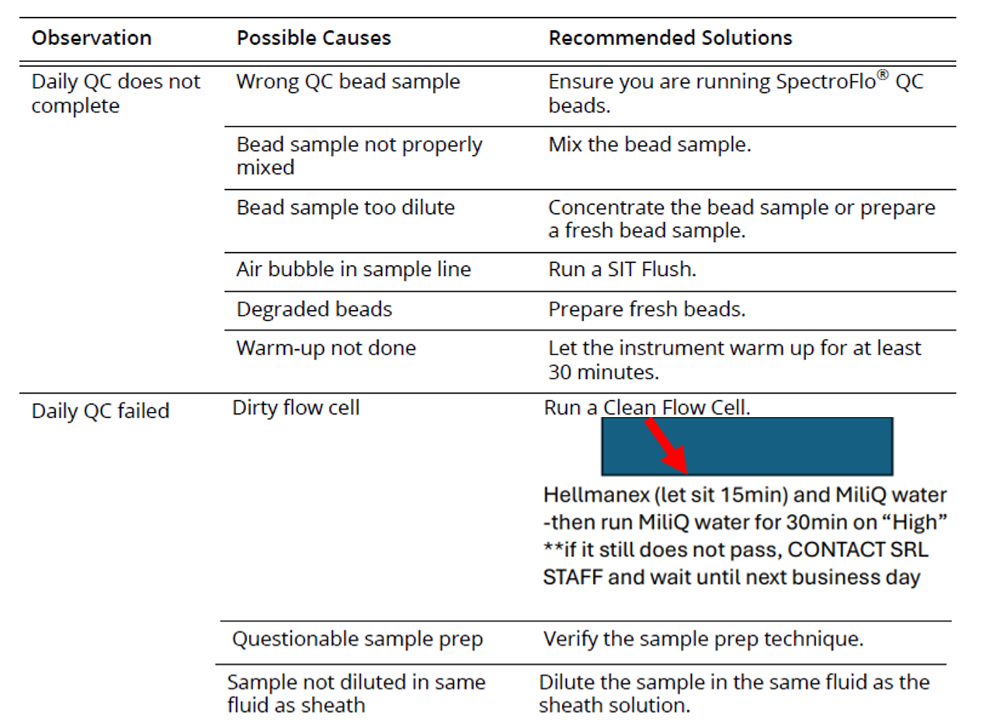 Observation Possible Causes Recommended Solutions
Daily QC does not complete
Wrong QC bead sample
Ensure you are running SpectroFlo® QC
beads.
Bead sample not properly
mixed
Mix the bead sample.
Bead sample too dilute
Concentrate the bead sample or prepare
a fresh bead sample.
Air bubble in sample line
Run a SIT Flush.
Degraded beads
Prepare fresh beads.
Warm-up not done
Let the instrument warm up for at least
30 minutes.
Daily QC failed
Dirty flow cell
Run a Clean Flow Cell.
Hellmanex (let sit 15min) and MiliQ water
-then run MiliQ water for 30min on “High”
**if it still does not pass, CONTACT SRL
STAFF and wait until next business day
Questionable sample prep
Verify the sample prep technique.
Sample not diluted in same
fluid as sheath
Dilute the sample in the same fluid as the
sheath solution.